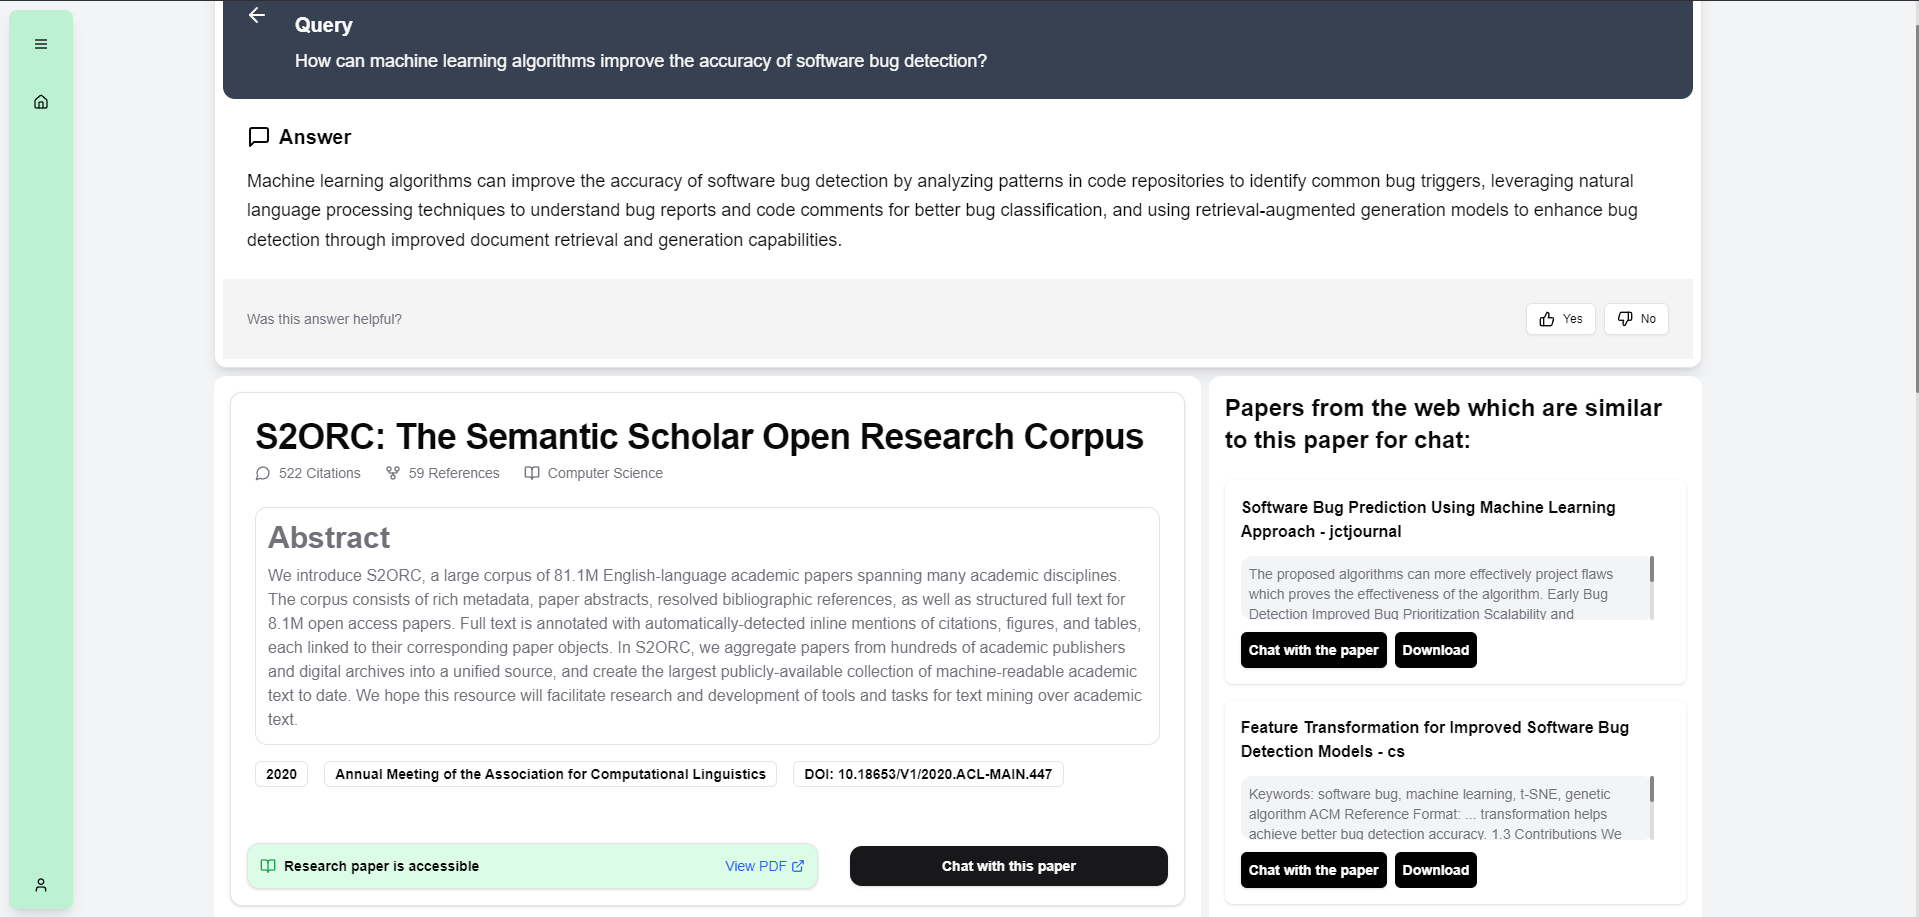 Query
How can machine learning algorithms improve the accuracy of software bug detection?
Answer
Machine learning algorithms can improve the accuracy of software bug detection by analyzing patterns in code repositories to identify common bug triggers, leveraging natural
language processing techniques to understand bug reports and code comments for better bug classification, and using retrieval-augmented generation models to enhance bug
detection through improved document retrieval and generation capabilities.
Was this answer helpful?
Yes
No
S2ORC: The Semantic Scholar Open Research Corpus
522 Citations 59 References Computer Science
Abstract
We introduce S2ORC, a large corpus of 81.1M English-language academic papers spanning many academic disciplines.
The corpus consists of rich metadata, paper abstracts, resolved bibliographic references, as well as structured full text for
8.1M open access papers. Full text is annotated with automatically-detected inline mentions of citations, figures, and tables,
each linked to their corresponding paper objects. In S2ORC, we aggregate papers from hundreds of academic publishers
and digital archives into a unified source, and create the largest publicly-available collection of machine-readable academic
text to date. We hope this resource will facilitate research and development of tools and tasks for text mining over academic
text.
2020 Annual Meeting of the Association for Computational Linguistics DOI: 10.18653/V1/2020.ACL-MAIN.447
Research paper is accessible View PDF
Chat with this paper
Papers from the web which are similar
to this paper for chat:
Software Bug Prediction Using Machine Learning
Approach - jctjournal
The proposed algorithms can more effectively project flaws
which proves the effectiveness of the algorithm. Early Bug
Detection Improved Bug Prioritization Scalability and
Chat with the paper Download
Feature Transformation for Improved Software Bug
Detection Models - cs
Keywords: software bug, machine learning, t-SNE, genetic
algorithm ACM Reference Format: ... transformation helps
achieve better bug detection accuracy. 1.3 Contributions We
Chat with the paper Download